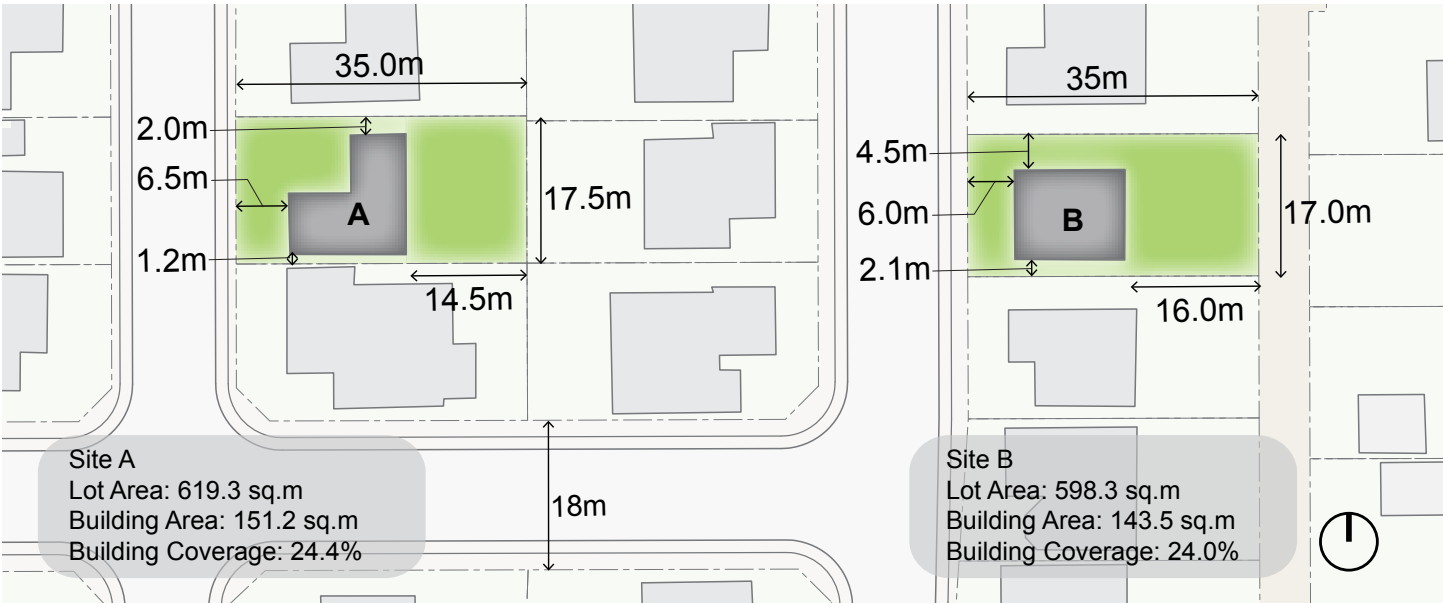 35.0m
2.0m
6.5m
A
17.5m
1.2m
14.5m
35m
4.5m
6.0m
B
17.0m
2.1m
16.0m
Site A
Lot Area: 619.3 sq.m
Building Area: 151.2 sq.m
Building Coverage: 24.4%
18m
Site B
Lot Area: 598.3 sq.m
Building Area: 143.5 sq.m
Building Coverage: 24.0%